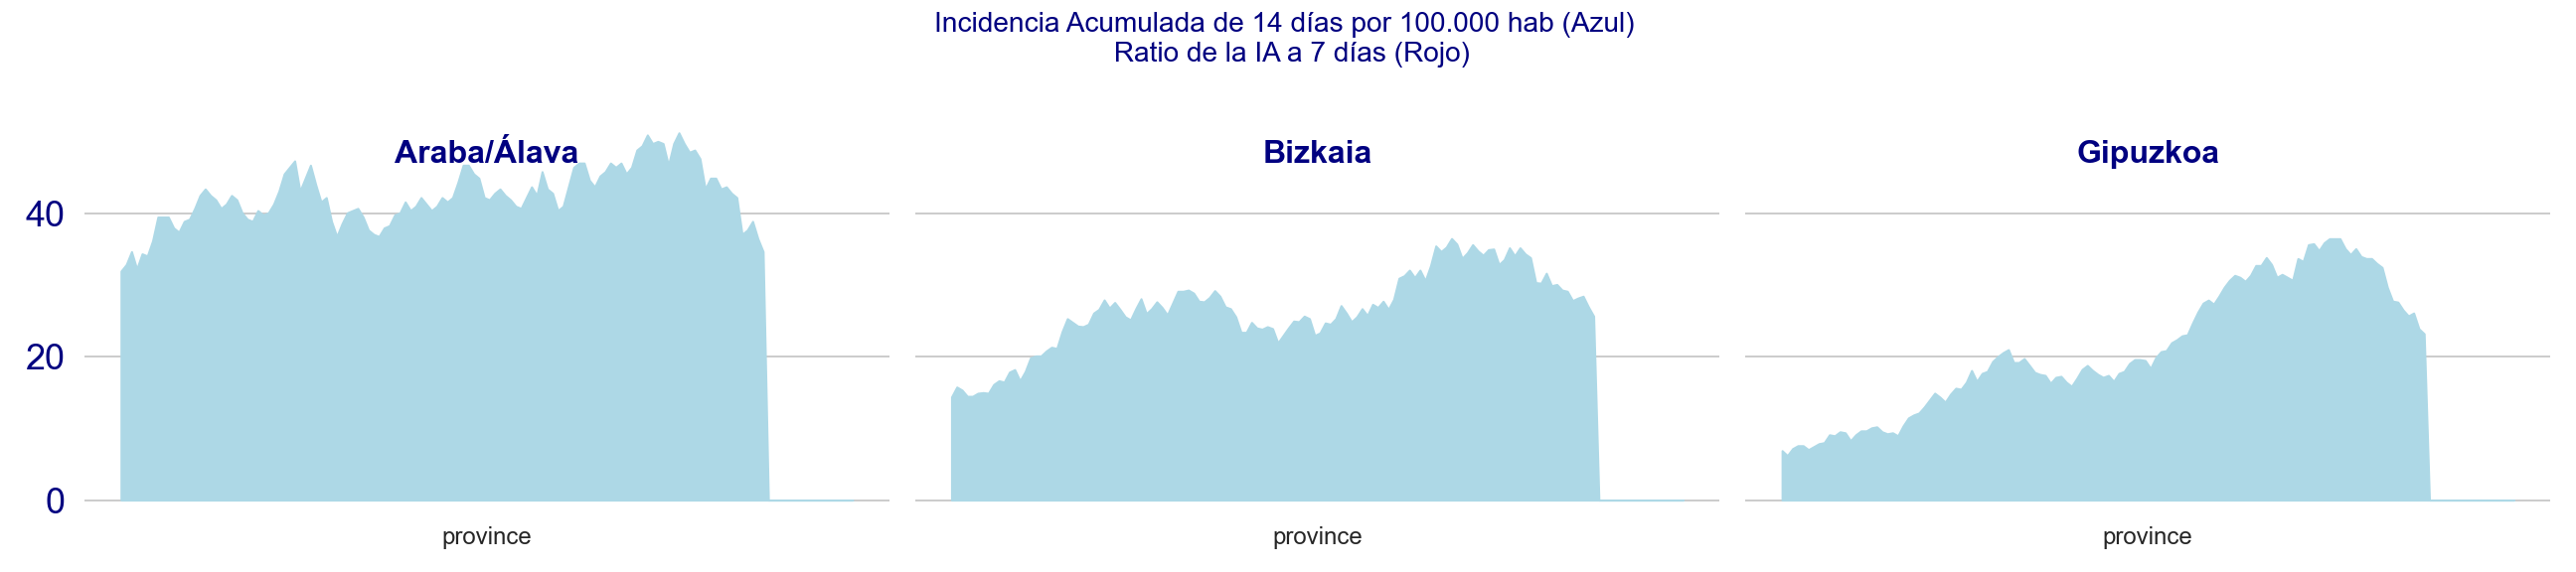 Incidencia Acumulada de 14 días por 100.000 hab (Azul)
Ratio de la IA a 7 días (Rojo)
Araba/Álava
Bizkaia
Gipuzkoa
40
20
0
province
province
province